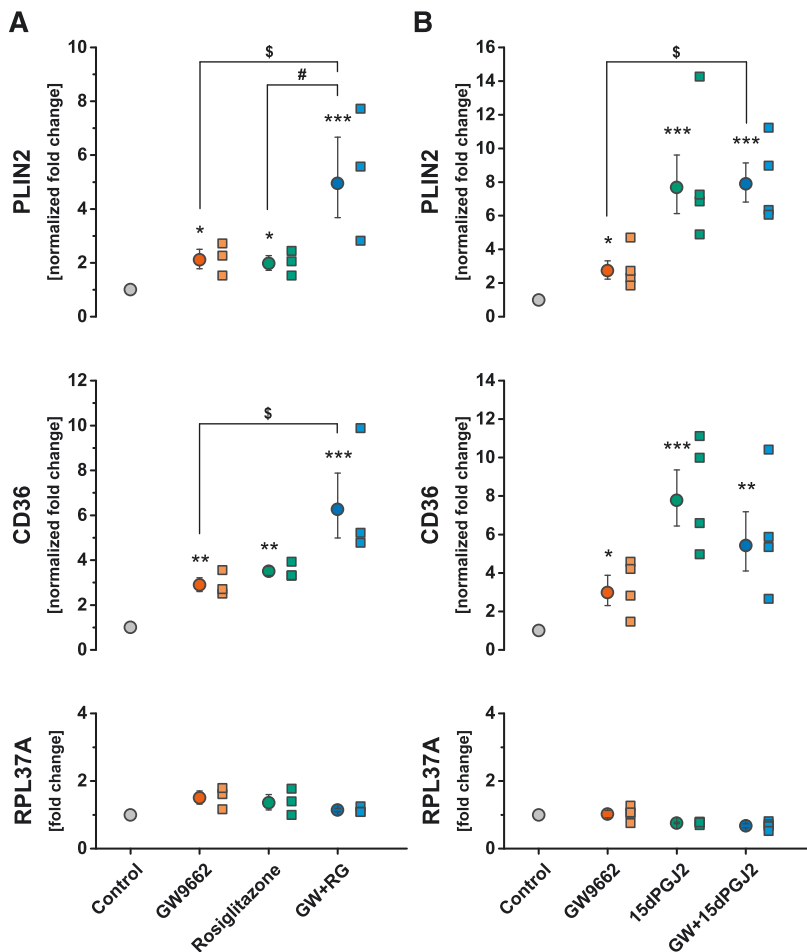 A
PLIN2
[normalized fold change]
10
8
6
4
2
0
$
#
*
*
***
B
PLIN2
[normalized fold change]
16
14
12
10
8
6
4
2
0
$
*
***
***
CD36
[normalized fold change]
12
10
8
6
4
2
0
$
**
**
***
CD36
[normalized fold change]
14
12
10
8
6
4
2
0
*
***
**
RPL37A
[fold change]
4
2
0
Control
GW9662
Rosiglitazone
GW+RG
RPL37A
[fold change]
4
2
0
Control
GW9662
15dPGJ2
GW+15dPGJ2